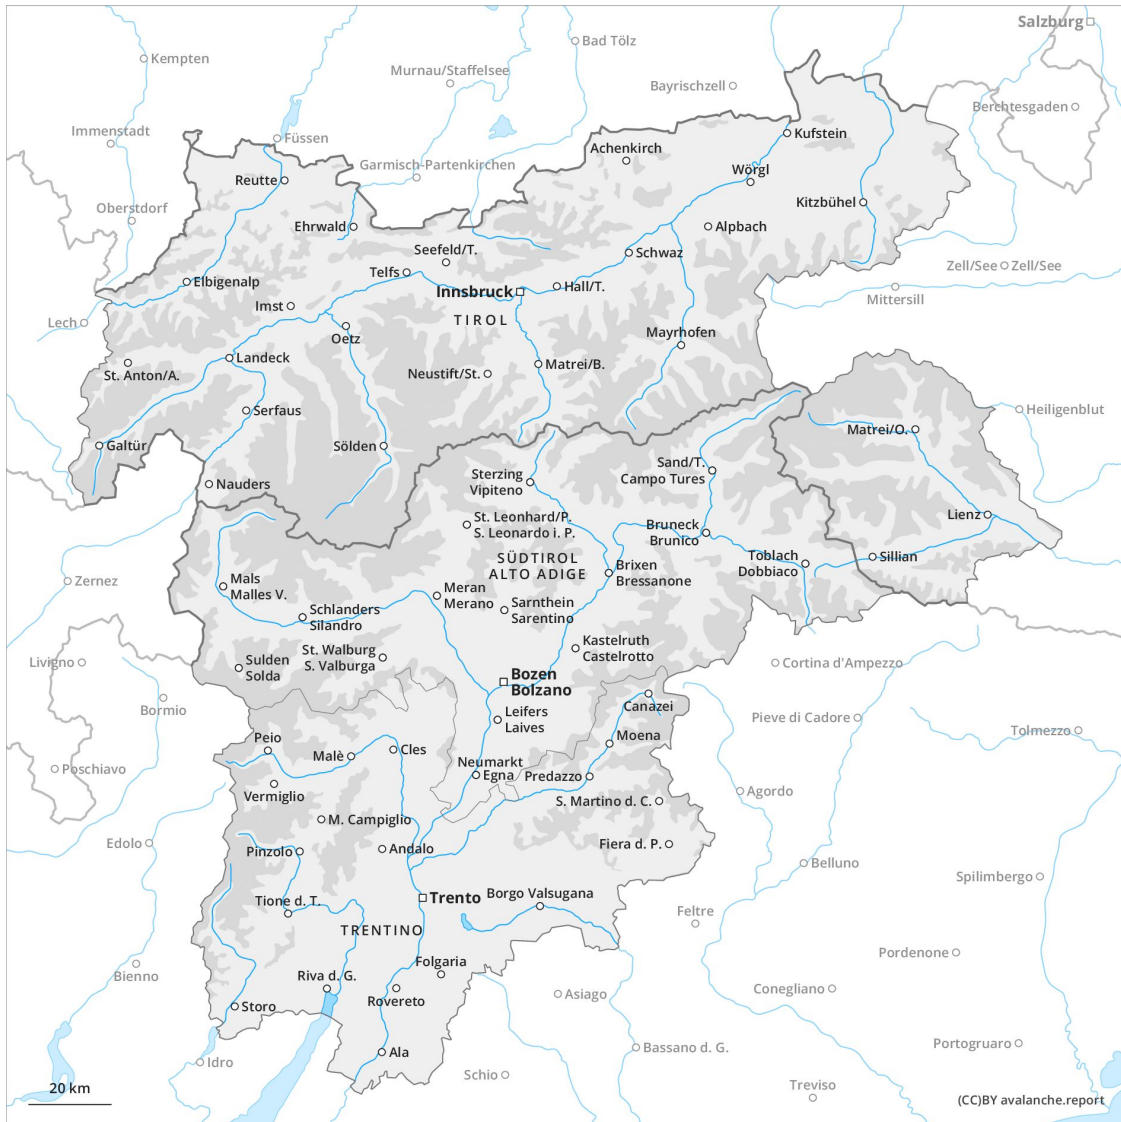 Salzburg
Kempten
Bad Tölz
Murnau/Staffelsee
Bayrischzell
Berchtesgaden
Immenstadt
Füssen
Kufstein
Achenkirch
Garmisch-Partenkirchen
Wörgl
Reutte
Kitzbühel
Oberstdorf
Ehrwald
Alpbach
Seefeld/T.
Schwaz
Telfs
Zell/See
Zell/See
Elbigenalp
Innsbruck
Hall/T.
Mittersill
Imst
TIROL
Lech
Oetz
Mayrhofen
Landeck
Matrei/B.
St. Anton/A.
Neustift/St.
Serfaus
Heiligenblut
Matrei/O.
Galtür
Sölden
Sand/T.
Campo Tures
Sterzing
Vipiteno
Nauders
Lienz
St. Leonhard/P.
S. Leonardo i. P.
Bruneck
Brunico
SÜDTIROL
ALTO ADIGE
Toblach
Dobbiaco
Sillian
Brixen
Bressanone
Zernez
Mals
Malles V.
Meran
Merano
Sarnthein
Sarentino
Schlanders
Silandro
Kastelruth
Castelrotto
St. Walburg
S. Valburga
Livigno
Sulden
Solda
Cortina d'Ampezzo
Bozen
Bolzano
Bormio
Canazei
Leifers
Laives
Pieve di Cadore
Tolmezzo
Peio
Moena
Malè
Cles
Neumarkt
Egna
Poschiavo
Predazzo
Vermiglio
Agordo
S. Martino d. C.
M. Campiglio
Edolo
Pinzolo
Andalo
Fiera d. P.
Belluno
Spilimbergo
Tione d. T.
Trento
Borgo Valsugana
Feltre
TRENTINO
Pordenone
Folgaria
Bienno
Riva d. G.
Rovereto
Asiago
Conegliano
Storo
Portogruaro
Ala
Bassano d. G.
Idro
Schio
Treviso
20 km
(CC)BY avalanche.report